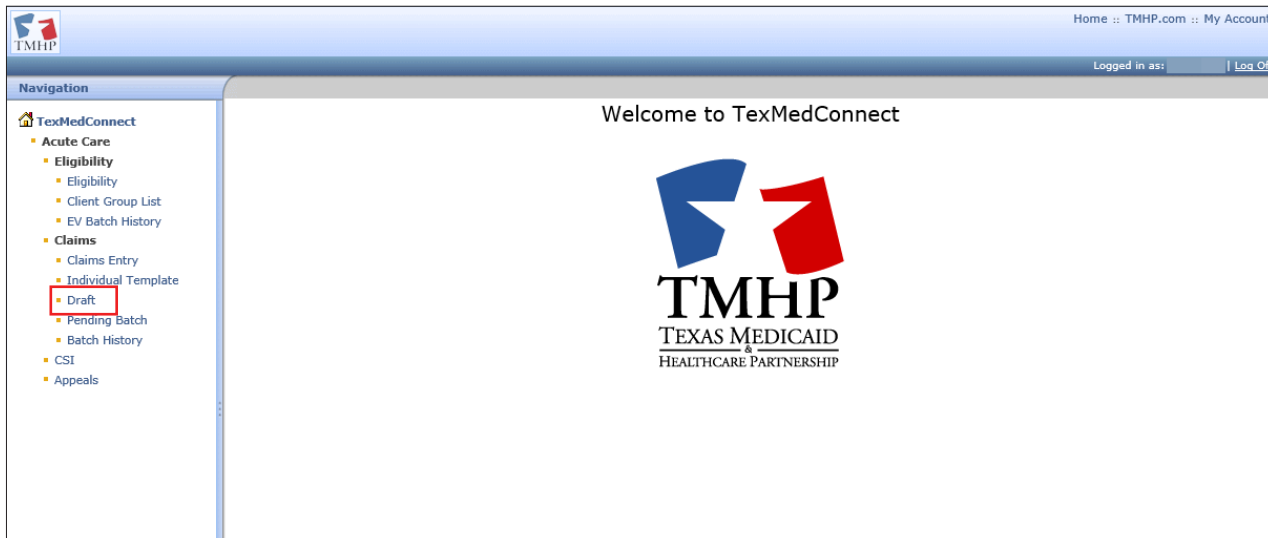 TMHP
Home :: TMHP.com :: My Account
Logged in as: | Log Of
Navigation
TexMedConnect
Acute Care
Eligibility
Eligibility
Client Group List
EV Batch History
Claims
Claims Entry
Individual Template
Draft
Pending Batch
Batch History
CSI
Appeals
Welcome to TexMedConnect
TMHP
TEXAS MEDICAID
&
HEALTHCARE PARTNERSHIP